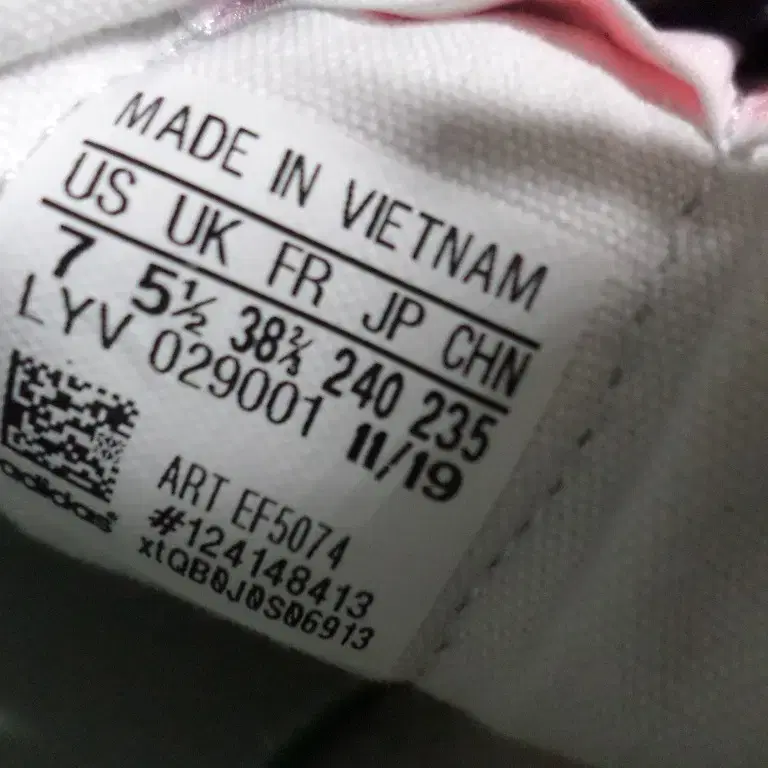 MADE IN VIETNAM
US UK FR JP CHN
7 5½ 38⅔ 240 235
LYV 029001 11/19
ART EF5074
#124148413
xtQB0J0S06913
adidas